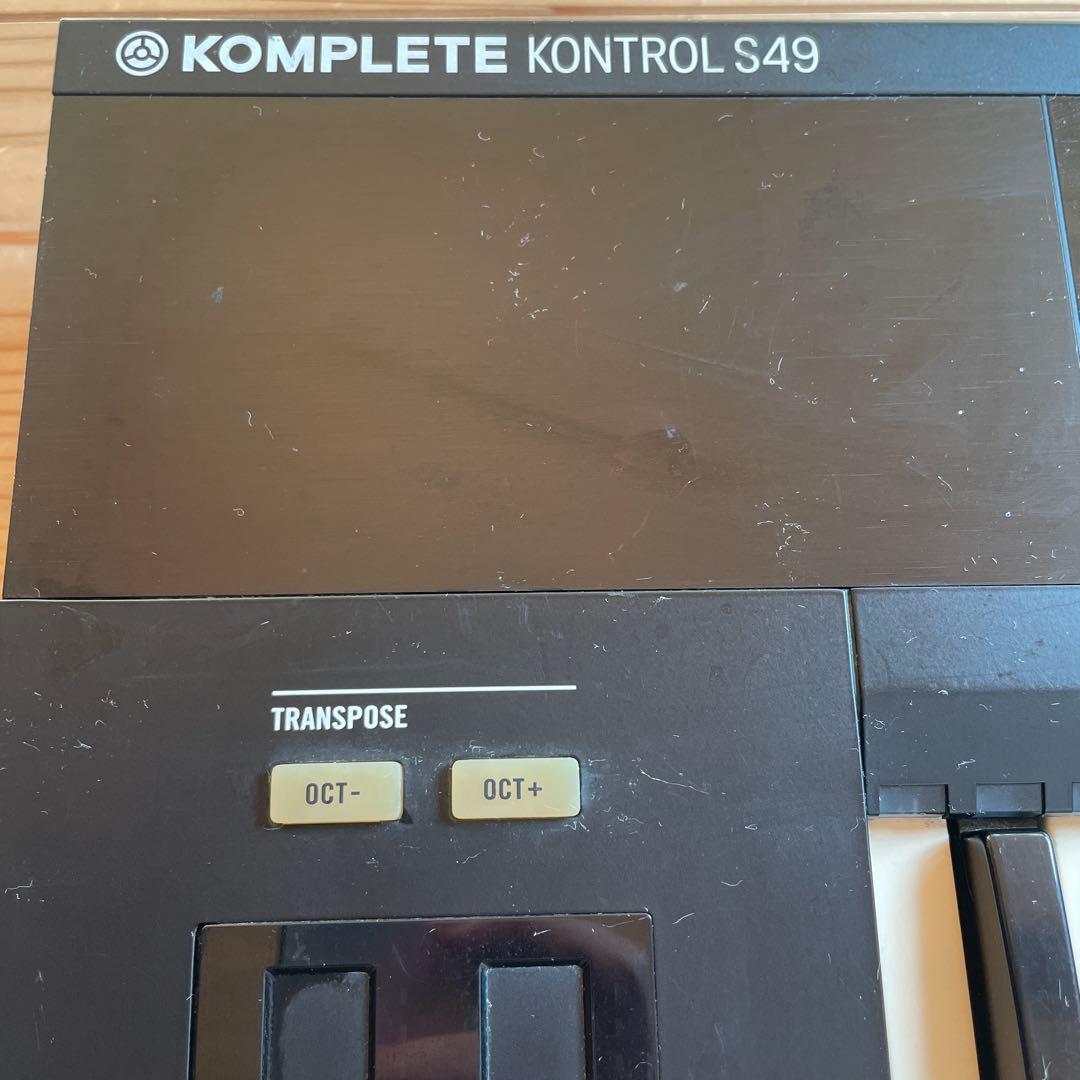 KOMPLETE KONTROL S49
TRANSPOSE
OCT- OCT+